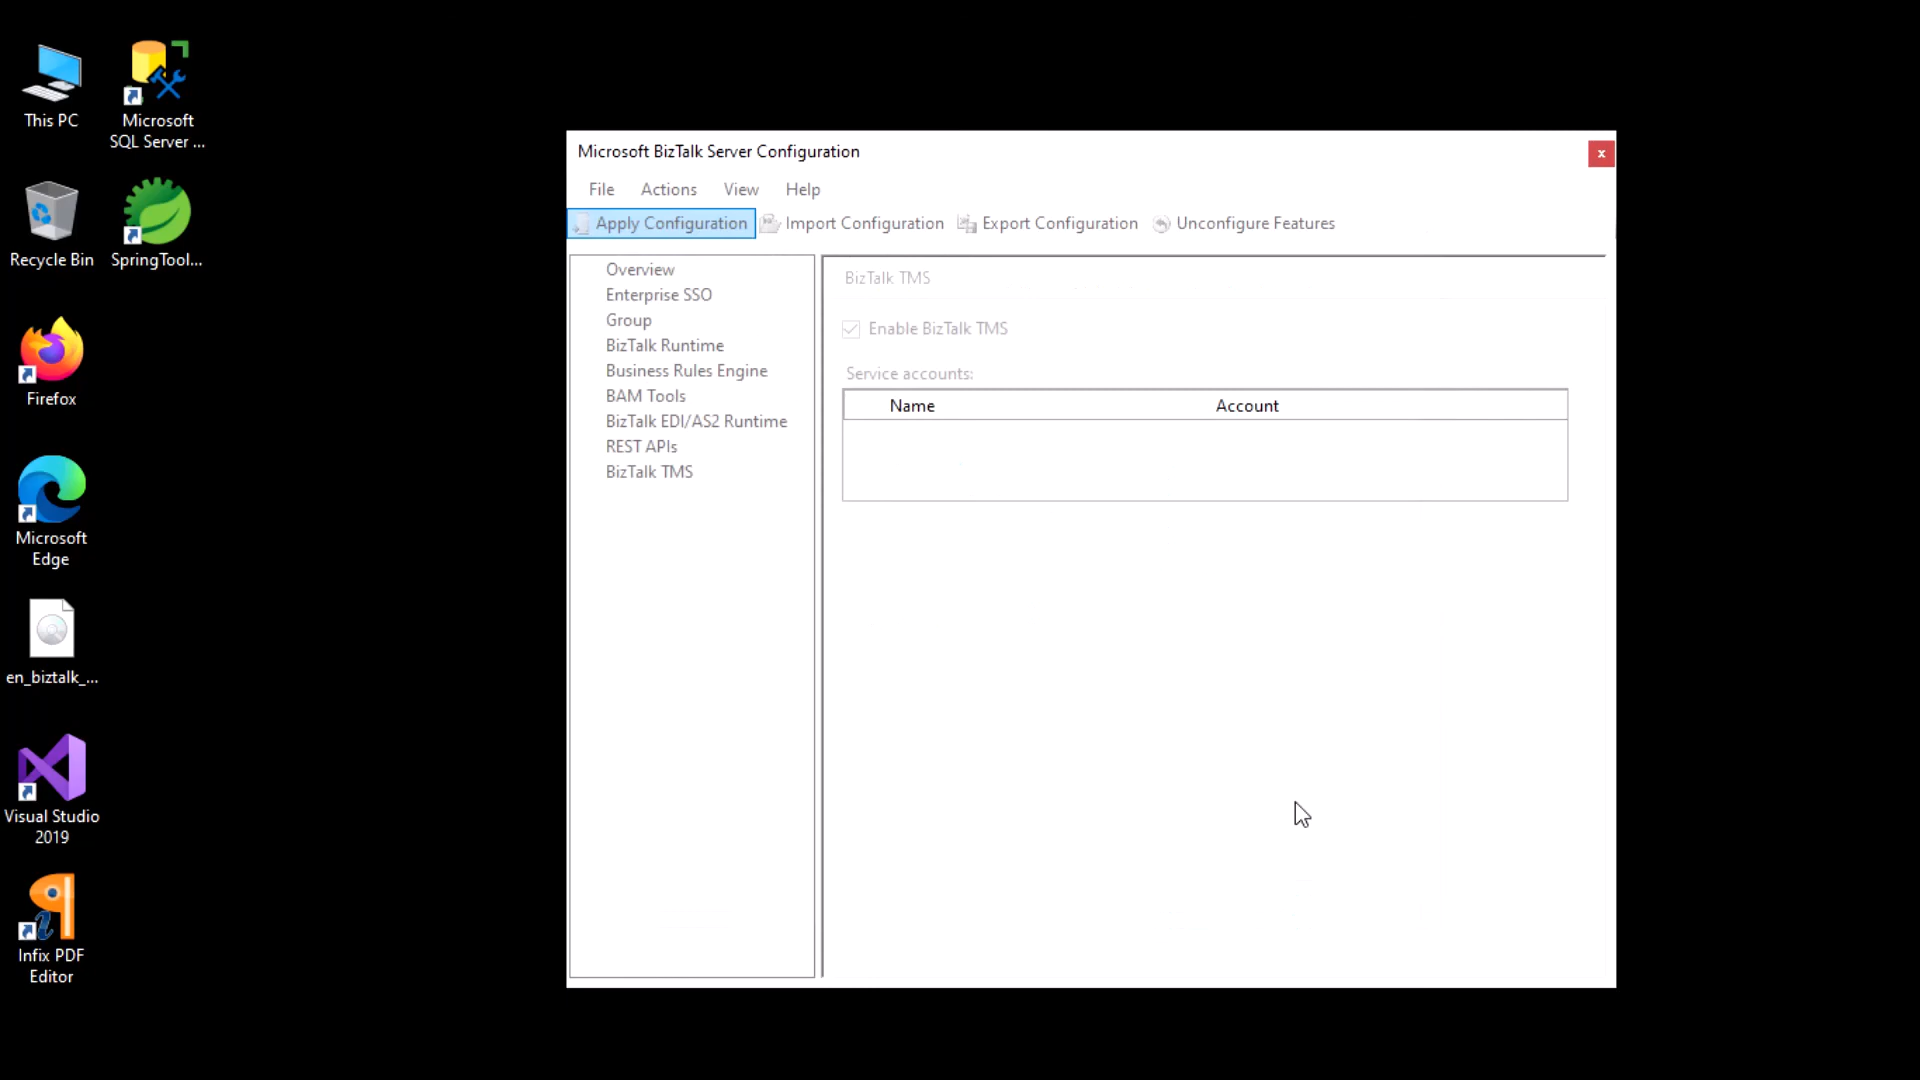 This PC
Microsoft
SQL Server ...
Recycle Bin
SpringTool...
Firefox
Microsoft
Edge
en_biztalk_...
Visual Studio
2019
Infix PDF
Editor
Microsoft BizTalk Server Configuration
x
File Actions View Help
Apply Configuration Import Configuration Export Configuration Unconfigure Features
Overview
Enterprise SSO
Group
BizTalk Runtime
Business Rules Engine
BAM Tools
BizTalk EDI/AS2 Runtime
REST APIs
BizTalk TMS
BizTalk TMS
Enable BizTalk TMS
Service accounts:
Name Account